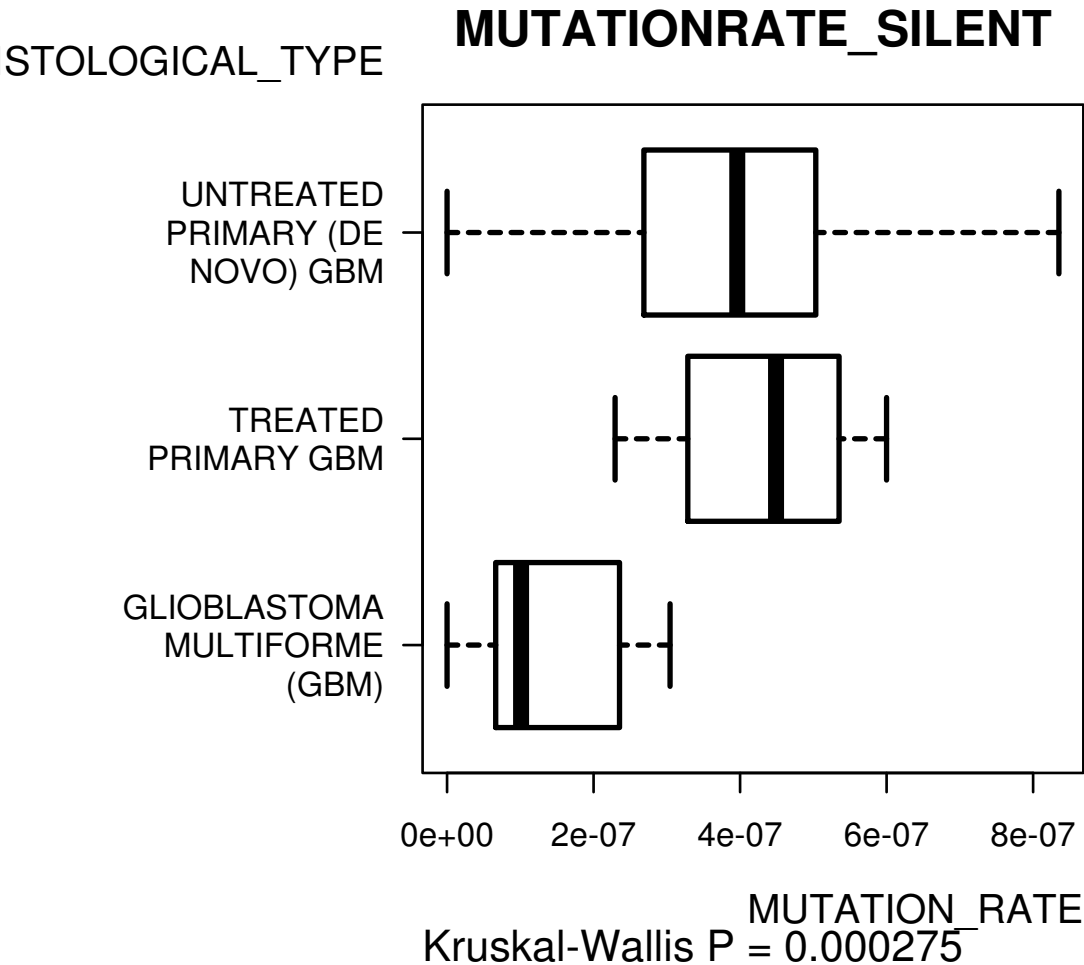 MUTATIONRATE_SILENT
ISTOLOGICAL_TYPE
UNTREATED
PRIMARY (DE
NOVO) GBM
TREATED
PRIMARY GBM
GLIOBLASTOMA
MULTIFORME
(GBM)
0e+00 2e-07 4e-07 6e-07 8e-07
MUTATION_RATE
Kruskal-Wallis P = 0.000275